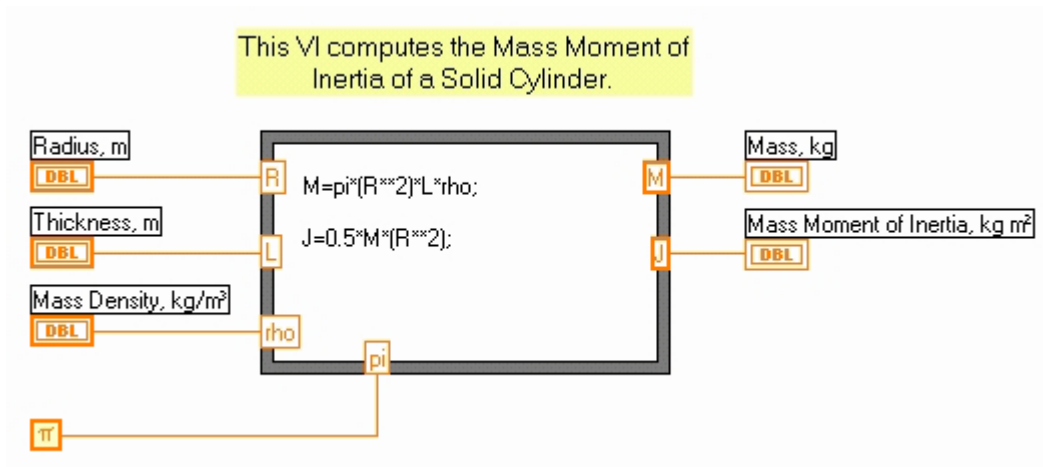 This VI computes the Mass Moment of
Inertia of a Solid Cylinder.
Radius, m
DBL
R
M=pi*(R**2)*L*rho;
M
Mass, kg
DBL
Thickness, m
DBL
L
J=0.5*M*(R**2);
J
Mass Moment of Inertia, kg m²
DBL
Mass Density, kg/m³
DBL
rho
pi
π